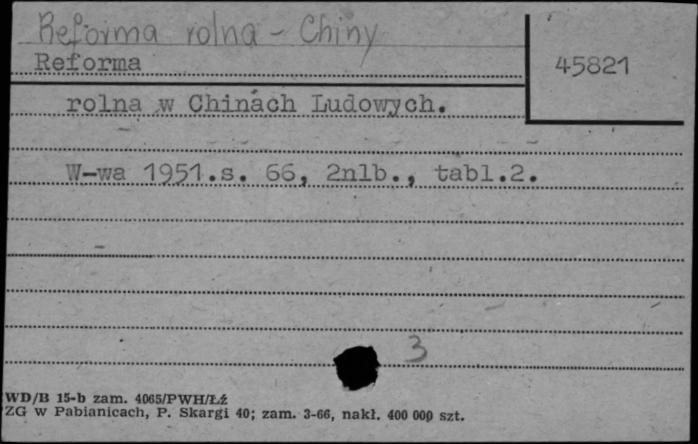 Reforma rolna - Chiny
Reforma
45821
rolna w Chinach Ludowych.
W-wa 1951.s. 66, 2nlb., tabl.2.
3
WD/B 15-b zam. 4065/PWH/Łź
ZG w Pabianicach, P. Skargi 40; zam. 3-66, nakł. 400 000 szt.